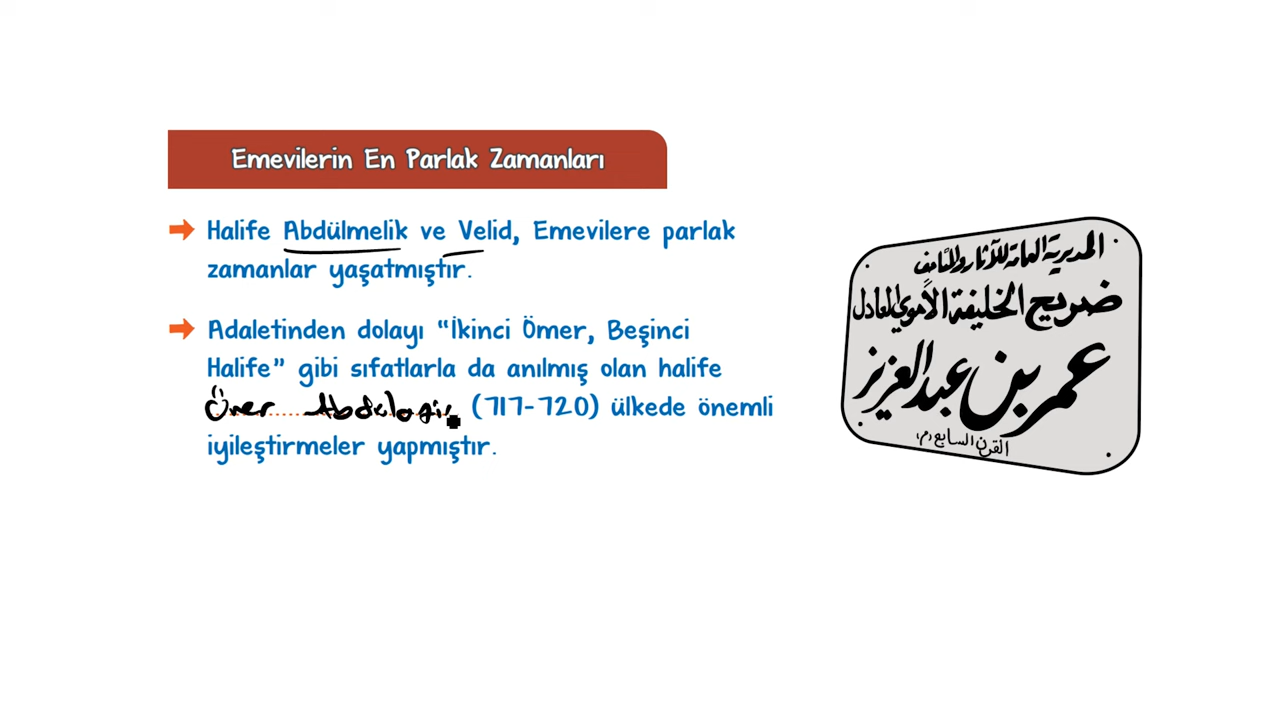 Emevilerin En Parlak Zamanları
Halife Abdülmelik ve Velid, Emevilere parlak
zamanlar yaşatmıştır.
Adaletinden dolayı “İkinci Ömer, Beşinci
Halife” gibi sıfatlarla da anılmış olan halife
Ömer (717-720) ülkede önemli
iyileştirmeler yapmıştır.
المديرية العامة للآثار والمتاحف
ضريح الخليفة الأموي العادل
عمر بن عبد العزيز
القرن السابع م،